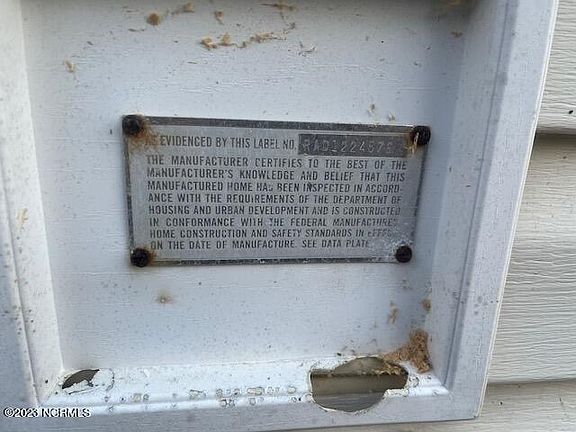 AS EVIDENCED BY THIS LABEL NO. RAD1224675
THE MANUFACTURER CERTIFIES TO THE BEST OF THE
MANUFACTURER'S KNOWLEDGE AND BELIEF THAT THIS
MANUFACTURED HOME HAS BEEN INSPECTED IN ACCORD-
ANCE WITH THE REQUIREMENTS OF THE DEPARTMENT OF
HOUSING AND URBAN DEVELOPMENT AND IS CONSTRUCTED
IN CONFORMANCE WITH THE FEDERAL MANUFACTURED
HOME CONSTRUCTION AND SAFETY STANDARDS IN EFFECT
ON THE DATE OF MANUFACTURE. SEE DATA PLATE
©2023 NCRMLS